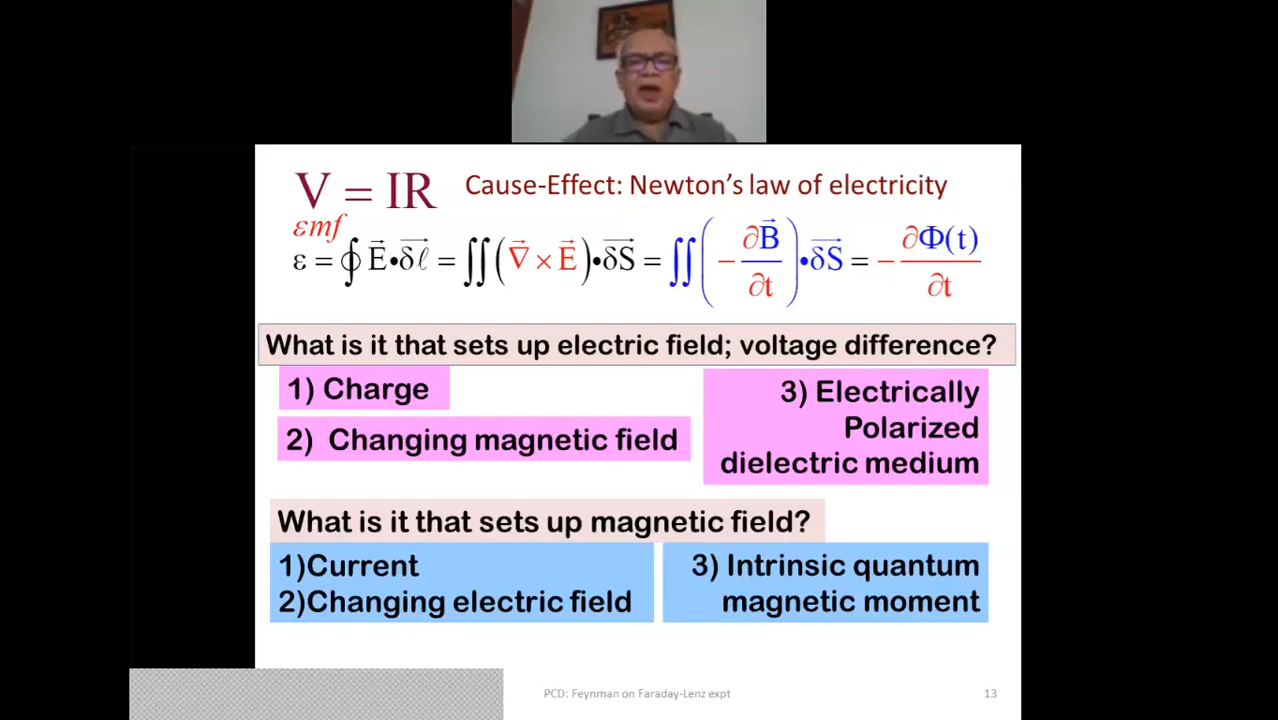 V = IR Cause-Effect: Newton's law of electricity
εmf
ε = ∮ E⃗•δℓ⃗ = ∬(∇⃗ × E⃗)•δS⃗ = ∬(−∂B⃗/∂t)•δS⃗ = −∂Φ(t)/∂t
What is it that sets up electric field; voltage difference?
1) Charge
2) Changing magnetic field
3) Electrically
Polarized
dielectric medium
What is it that sets up magnetic field?
1)Current
2)Changing electric field
3) Intrinsic quantum
magnetic moment
PCD: Feynman on Faraday-Lenz expt
13